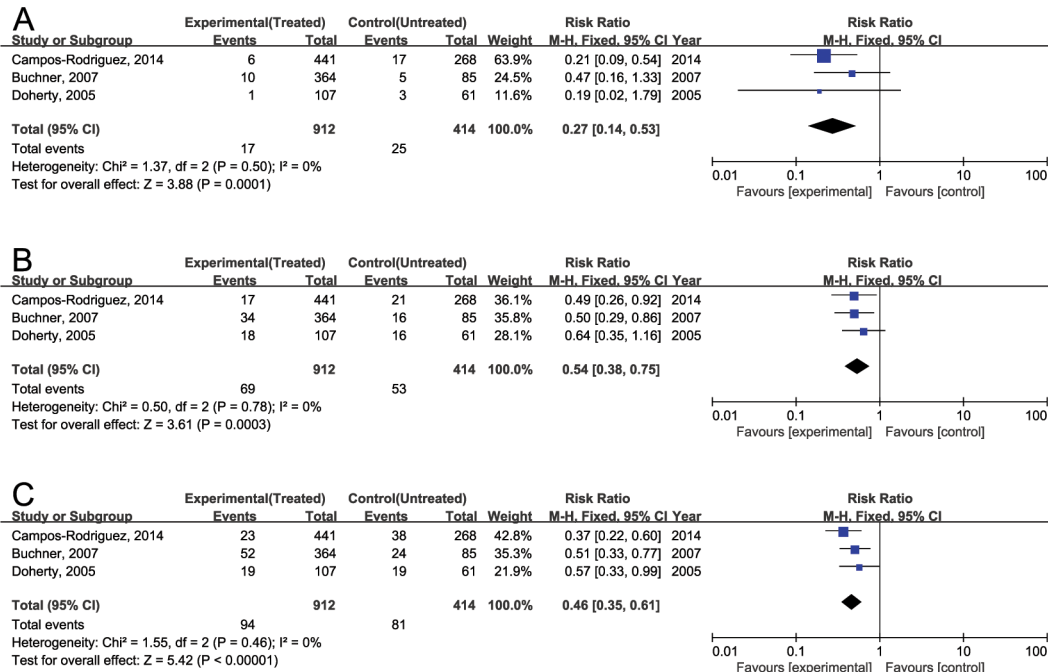 A
Experimental(Treated) Control(Untreated) Risk Ratio Risk Ratio
Study or Subgroup Events Total Events Total Weight M-H. Fixed. 95% CI Year M-H. Fixed. 95% CI
Campos-Rodriguez, 2014 6 441 17 268 63.9% 0.21 [0.09, 0.54] 2014
Buchner, 2007 10 364 5 85 24.5% 0.47 [0.16, 1.33] 2007
Doherty, 2005 1 107 3 61 11.6% 0.19 [0.02, 1.79] 2005
Total (95% CI) 912 414 100.0% 0.27 [0.14, 0.53]
Total events 17 25
Heterogeneity: Chi² = 1.37, df = 2 (P = 0.50); I² = 0%
Test for overall effect: Z = 3.88 (P = 0.0001)
0.01 0.1 1 10 100
Favours [experimental] Favours [control]
B
Experimental(Treated) Control(Untreated) Risk Ratio Risk Ratio
Study or Subgroup Events Total Events Total Weight M-H. Fixed. 95% CI Year M-H. Fixed. 95% CI
Campos-Rodriguez, 2014 17 441 21 268 36.1% 0.49 [0.26, 0.92] 2014
Buchner, 2007 34 364 16 85 35.8% 0.50 [0.29, 0.86] 2007
Doherty, 2005 18 107 16 61 28.1% 0.64 [0.35, 1.16] 2005
Total (95% CI) 912 414 100.0% 0.54 [0.38, 0.75]
Total events 69 53
Heterogeneity: Chi² = 0.50, df = 2 (P = 0.78); I² = 0%
Test for overall effect: Z = 3.61 (P = 0.0003)
0.01 0.1 1 10 100
Favours [experimental] Favours [control]
C
Experimental(Treated) Control(Untreated) Risk Ratio Risk Ratio
Study or Subgroup Events Total Events Total Weight M-H. Fixed. 95% CI Year M-H. Fixed. 95% CI
Campos-Rodriguez, 2014 23 441 38 268 42.8% 0.37 [0.22, 0.60] 2014
Buchner, 2007 52 364 24 85 35.3% 0.51 [0.33, 0.77] 2007
Doherty, 2005 19 107 19 61 21.9% 0.57 [0.33, 0.99] 2005
Total (95% CI) 912 414 100.0% 0.46 [0.35, 0.61]
Total events 94 81
Heterogeneity: Chi² = 1.55, df = 2 (P = 0.46); I² = 0%
Test for overall effect: Z = 5.42 (P < 0.00001)
0.01 0.1 1 10 100
Favours [experimental] Favours [control]